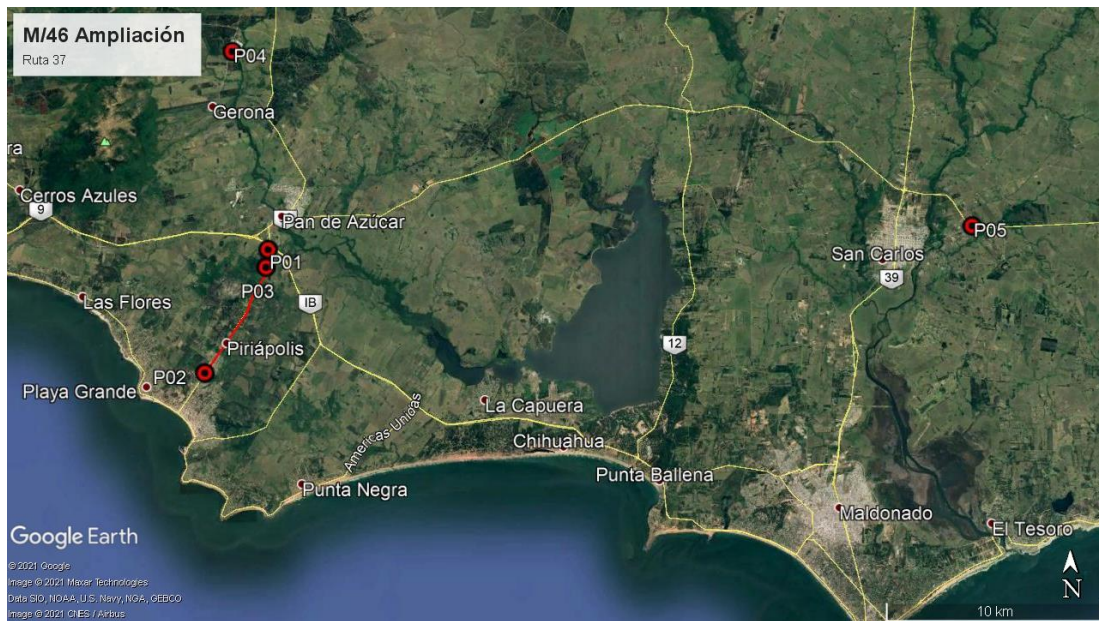 M/46 Ampliación
Ruta 37
P04
Gerona
ra
Cerros Azules
9
Pan de Azúcar
P01
P03
IB
Las Flores
Piriápolis
P02
Playa Grande
12
San Carlos
39
P05
La Capuera
Americas Unidas
Chihuahua
Punta Negra
Punta Ballena
Maldonado
El Tesoro
Google Earth
© 2021 Google
Image © 2021 Maxar Technologies
Data SIO, NOAA, U.S. Navy, NGA, GEBCO
Image © 2021 CNES / Airbus
N
10 km